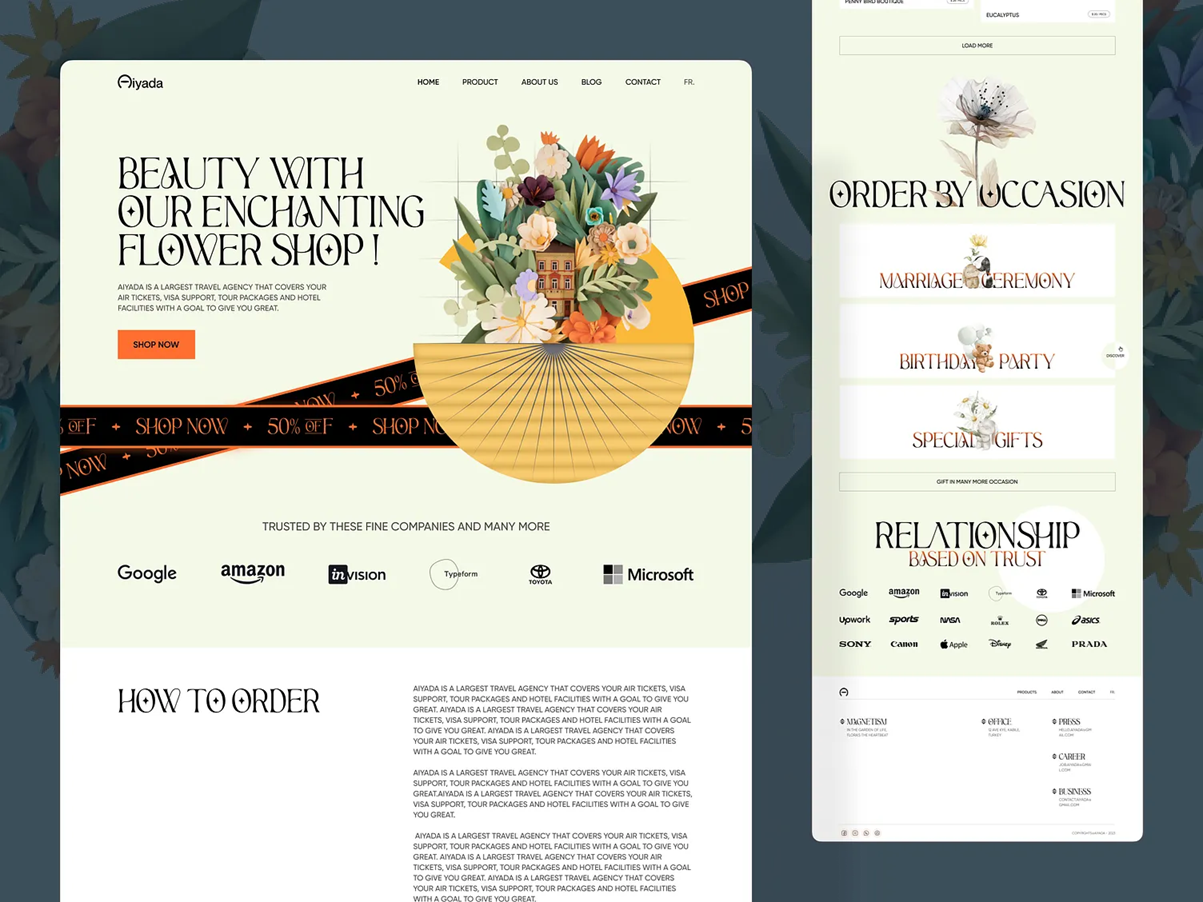 Aiyada
HOME PRODUCT ABOUT US BLOG CONTACT FR.
BEAUTY WITH
OUR ENCHANTING
FLOWER SHOP !
AIYADA IS A LARGEST TRAVEL AGENCY THAT COVERS YOUR
AIR TICKETS, VISA SUPPORT, TOUR PACKAGES AND HOTEL
FACILITIES WITH A GOAL TO GIVE YOU GREAT.
SHOP NOW
SHOP
50%
OFF + SHOP NOW + 50% OFF + SHOP NOW + 5
NOW + 50%
TRUSTED BY THESE FINE COMPANIES AND MANY MORE
Google amazon inVISION Typeform TOYOTA Microsoft
HOW TO ORDER
AIYADA IS A LARGEST TRAVEL AGENCY THAT COVERS YOUR AIR TICKETS, VISA
SUPPORT, TOUR PACKAGES AND HOTEL FACILITIES WITH A GOAL TO GIVE YOU
GREAT. AIYADA IS A LARGEST TRAVEL AGENCY THAT COVERS YOUR AIR
TICKETS, VISA SUPPORT, TOUR PACKAGES AND HOTEL FACILITIES WITH A GOAL
TO GIVE YOU GREAT. AIYADA IS A LARGEST TRAVEL AGENCY THAT COVERS
YOUR AIR TICKETS, VISA SUPPORT, TOUR PACKAGES AND HOTEL FACILITIES
WITH A GOAL TO GIVE YOU GREAT.
AIYADA IS A LARGEST TRAVEL AGENCY THAT COVERS YOUR AIR TICKETS, VISA
SUPPORT, TOUR PACKAGES AND HOTEL FACILITIES WITH A GOAL TO GIVE YOU
GREAT.AIYADA IS A LARGEST TRAVEL AGENCY THAT COVERS YOUR AIR TICKETS,
VISA SUPPORT, TOUR PACKAGES AND HOTEL FACILITIES WITH A GOAL TO GIVE
YOU GREAT.
AIYADA IS A LARGEST TRAVEL AGENCY THAT COVERS YOUR AIR TICKETS, VISA
SUPPORT, TOUR PACKAGES AND HOTEL FACILITIES WITH A GOAL TO GIVE YOU
GREAT. AIYADA IS A LARGEST TRAVEL AGENCY THAT COVERS YOUR AIR
TICKETS, VISA SUPPORT, TOUR PACKAGES AND HOTEL FACILITIES WITH A GOAL
TO GIVE YOU GREAT. AIYADA IS A LARGEST TRAVEL AGENCY THAT COVERS
YOUR AIR TICKETS, VISA SUPPORT, TOUR PACKAGES AND HOTEL FACILITIES
WITH A GOAL TO GIVE YOU GREAT.
PENNY BIRD BOUTIQUE
EUCALYPTUS
LOAD MORE
ORDER BY OCCASION
MARRIAGE CEREMONY
BIRTHDAY PARTY
DISCOVER
SPECIAL GIFTS
GIFT IN MANY MORE OCCASION
RELATIONSHIP
BASED ON TRUST
Google amazon inVISION Typeform TOYOTA Microsoft
Upwork sports NASA ROLEX DELL asics
SONY Canon Apple Disney PRADA
PRODUCTS ABOUT CONTACT FR.
MAGNETISM
IN THE GARDEN OF LIFE,
OFFICE
TURKEY
PRESS
CAREER
BUSINESS